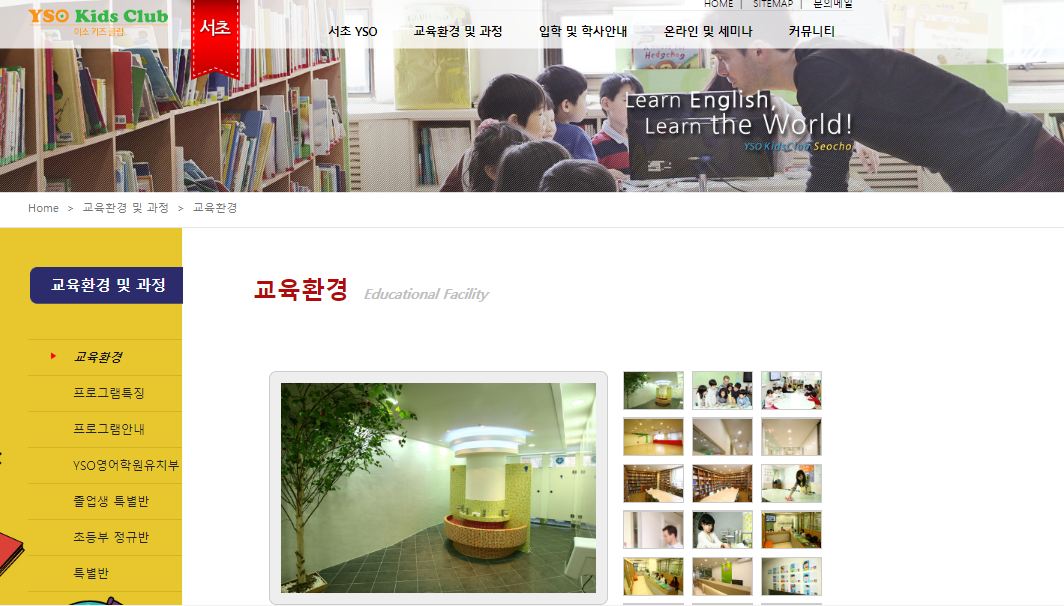 HOME | SITEMAP | 문의메일
YSO Kids Club
이소 키즈 클럽
서초
서초 YSO 교육환경 및 과정 입학 및 학사안내 온라인 및 세미나 커뮤니티
Hedgehog
Learn English,
Learn the World!
YSO Kids Club Seocho
Home > 교육환경 및 과정 > 교육환경
교육환경 및 과정
교육환경
프로그램특징
프로그램안내
YSO영어학원유치부
졸업생 특별반
초등부 정규반
특별반
교육환경 Educational Facility